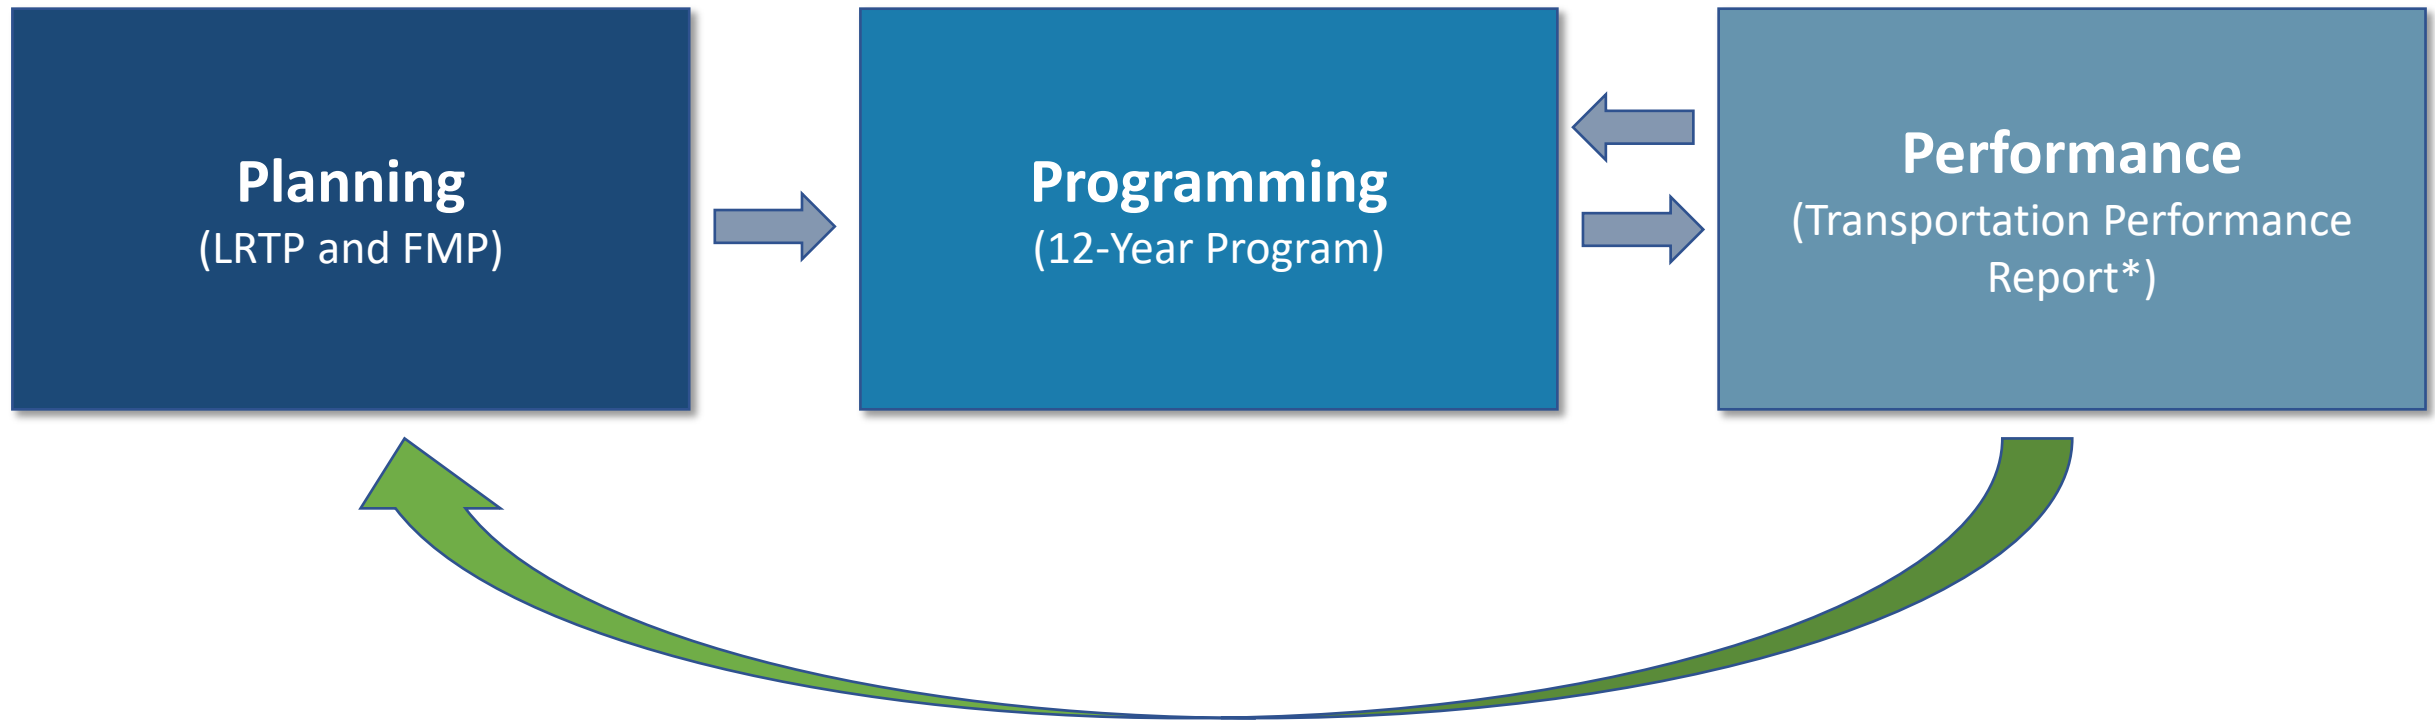 Planning
(LRTP and FMP)
Programming
(12-Year Program)
Performance
(Transportation Performance
Report*)